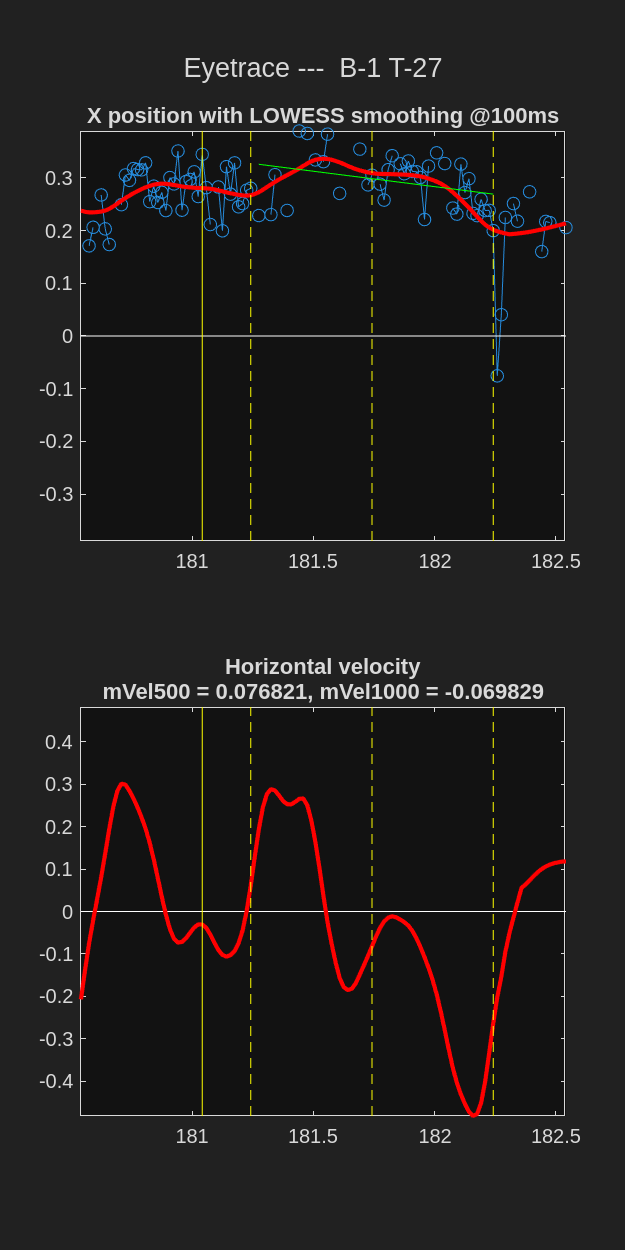 Eyetrace --- B-1 T-27
X position with LOWESS smoothing @100ms
0.3
0.2
0.1
0
-0.1
-0.2
-0.3
181 181.5 182 182.5
Horizontal velocity
mVel500 = 0.076821, mVel1000 = -0.069829
0.4
0.3
0.2
0.1
0
-0.1
-0.2
-0.3
-0.4
181 181.5 182 182.5